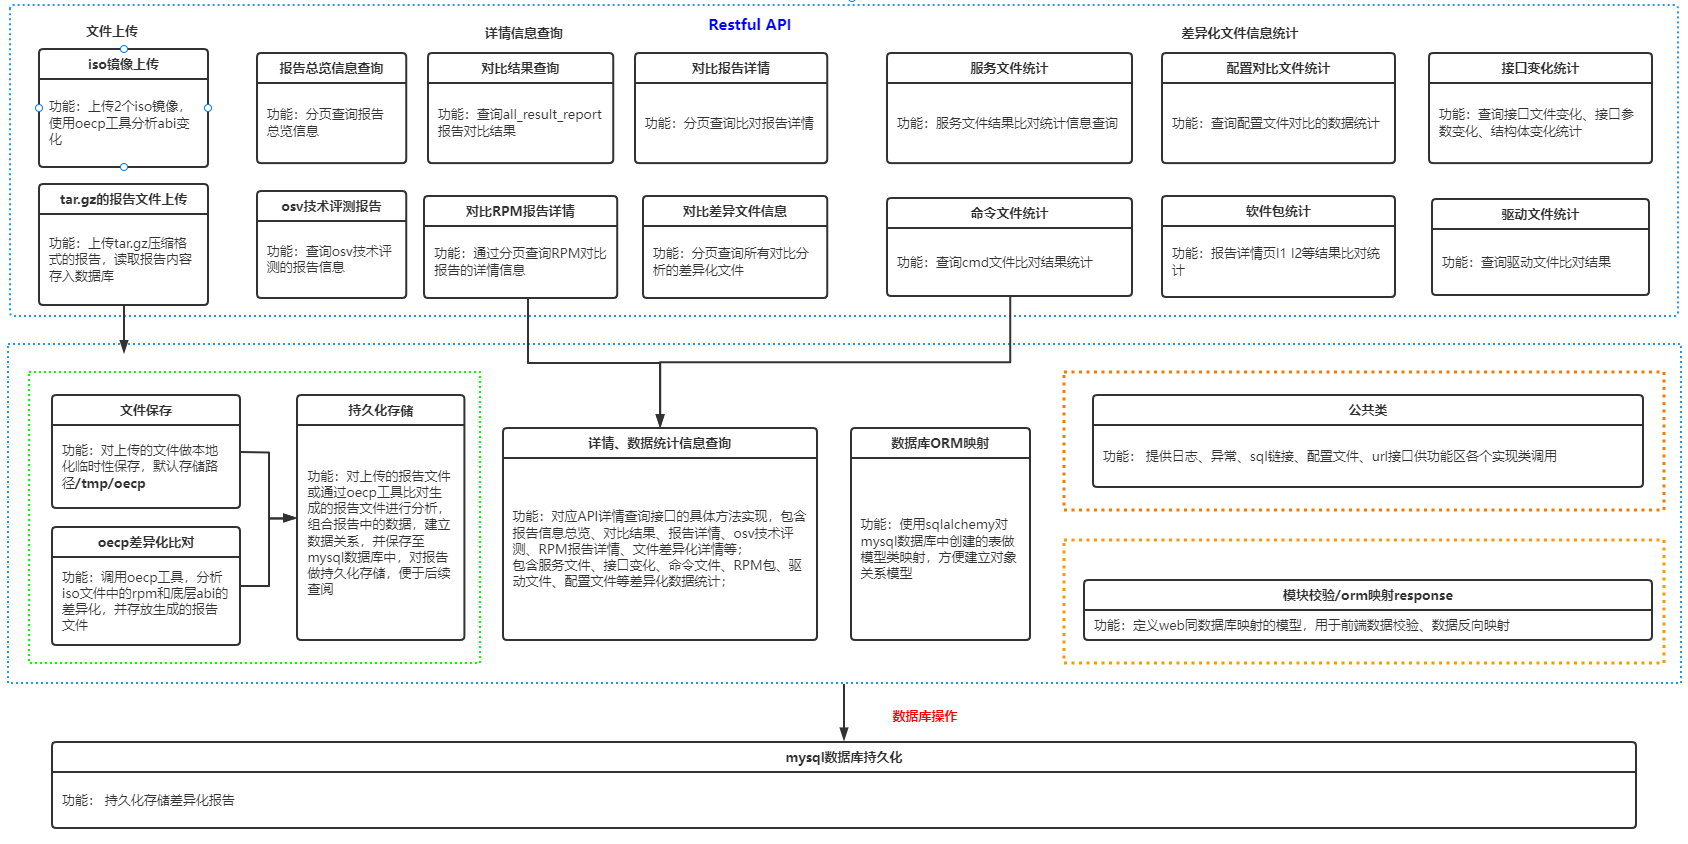 Restful API
文件上传
iso镜像上传
功能：上传2个iso镜像，
使用oecp工具分析abi变
化
tar.gz的报告文件上传
功能：上传tar.gz压缩格
式的报告，读取报告内容
存入数据库
详情信息查询
报告总览信息查询
功能：分页查询报告
总览信息
对比结果查询
功能：查询all_result_report
报告对比结果
对比报告详情
功能：分页查询比对报告详情
osv技术评测报告
功能：查询osv技术评
测的报告信息
对比RPM报告详情
功能：通过分页查询RPM对比
报告的详情信息
对比差异文件信息
功能：分页查询所有对比分
析的差异化文件
差异化文件信息统计
服务文件统计
功能：服务文件结果比对统计信息查询
配置对比文件统计
功能：查询配置文件对比的数据统计
接口变化统计
功能：查询接口文件变化、接口参
数变化、结构体变化统计
命令文件统计
功能：查询cmd文件比对结果统计
软件包统计
功能：报告详情页l1 l2等结果比对统
计
驱动文件统计
功能：查询驱动文件比对结果
文件保存
功能：对上传的文件做本地
化临时性保存，默认存储路
径/tmp/oecp
oecp差异化比对
功能：调用oecp工具，分析
iso文件中的rpm和底层abi的
差异化，并存放生成的报告
文件
持久化存储
功能：对上传的报告文件
或通过oecp工具比对生
成的报告文件进行分析，
组合报告中的数据，建立
数据关系，并保存至
mysql数据库中，对报告
做持久化存储，便于后续
查阅
详情、数据统计信息查询
功能：对应API详情查询接口的具体方法实现，包含
报告信息总览、对比结果、报告详情、osv技术评
测、RPM报告详情、文件差异化详情等；
包含服务文件、接口变化、命令文件、RPM包、驱
动文件、配置文件等差异化数据统计；
数据库ORM映射
功能：使用sqlalchemy对
mysql数据库中创建的表做
模型类映射，方便建立对象
关系模型
公共类
功能： 提供日志、异常、sql链接、配置文件、url接口供功能区各个实现类调用
模块校验/orm映射response
功能：定义web同数据库映射的模型，用于前端数据校验、数据反向映射
数据库操作
mysql数据库持久化
功能： 持久化存储差异化报告